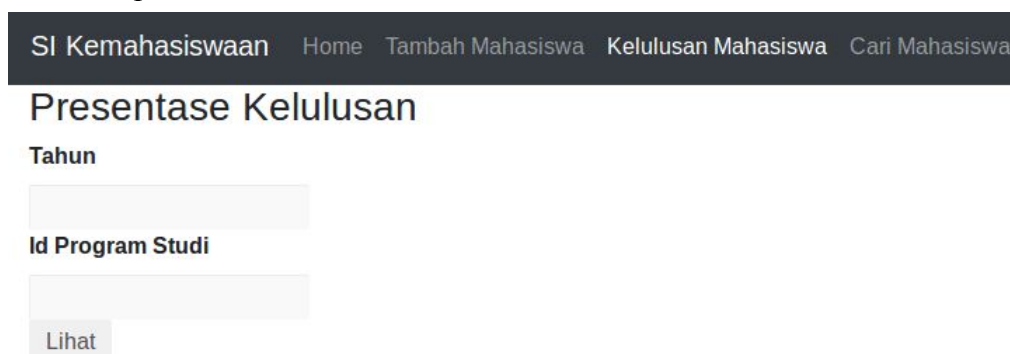 SI Kemahasiswaan Home Tambah Mahasiswa Kelulusan Mahasiswa Cari Mahasiswa
Presentase Kelulusan
Tahun
Id Program Studi
Lihat